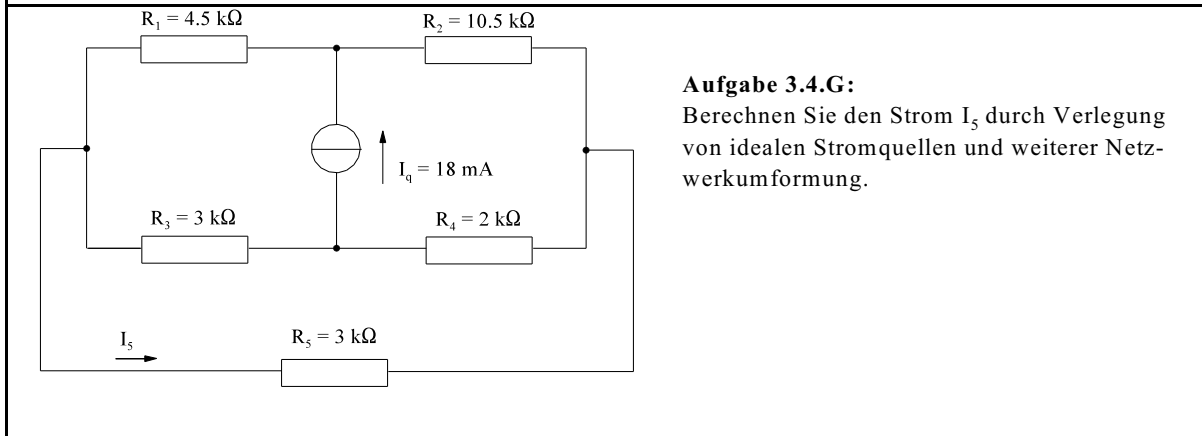 R₁ = 4.5 kΩ
R₂ = 10.5 kΩ
I_q = 18 mA
R₃ = 3 kΩ
R₄ = 2 kΩ
I₅
R₅ = 3 kΩ
Aufgabe 3.4.G:
Berechnen Sie den Strom I₅ durch Verlegung
von idealen Stromquellen und weiterer Netz-
werkumformung.